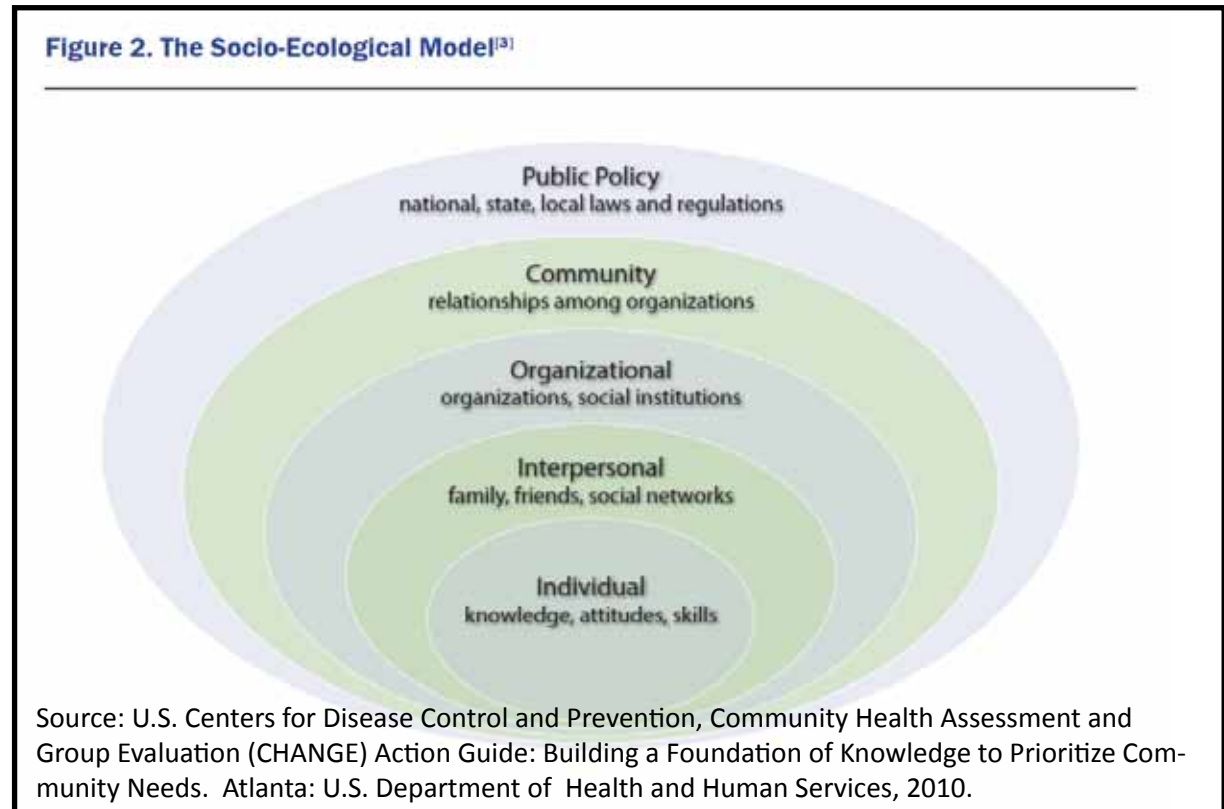 Figure 2. The Socio-Ecological Model[3]
Public Policy
national, state, local laws and regulations
Community
relationships among organizations
Organizational
organizations, social institutions
Interpersonal
family, friends, social networks
Individual
knowledge, attitudes, skills
Source: U.S. Centers for Disease Control and Prevention, Community Health Assessment and
Group Evaluation (CHANGE) Action Guide: Building a Foundation of Knowledge to Prioritize Com-
munity Needs.  Atlanta: U.S. Department of  Health and Human Services, 2010.